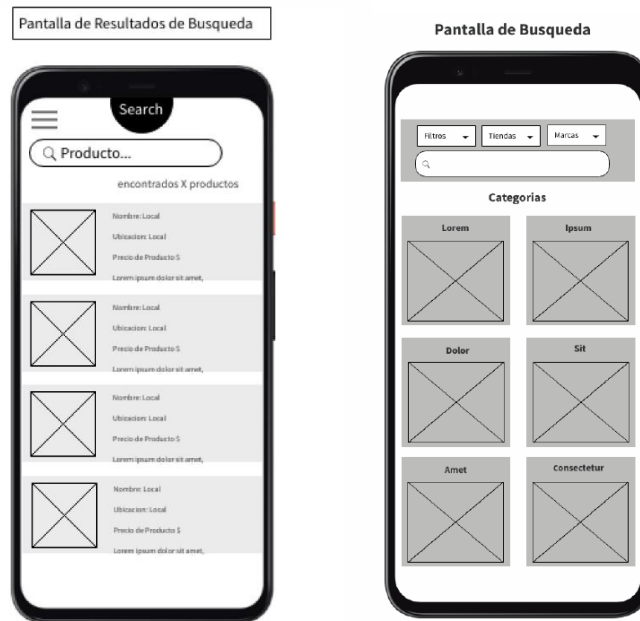 Pantalla de Resultados de Busqueda
Search
Producto...
encontrados X productos
Nombre: Local
Ubicacion: Local
Precio de Producto $
Lorem ipsum dolor sit amet,
Nombre: Local
Ubicacion: Local
Precio de Producto $
Lorem ipsum dolor sit amet,
Nombre: Local
Ubicacion: Local
Precio de Producto $
Lorem ipsum dolor sit amet,
Nombre: Local
Ubicacion: Local
Precio de Producto $
Lorem ipsum dolor sit amet,
Pantalla de Busqueda
Filtros
Tiendas
Marcas
Categorias
Lorem
Ipsum
Dolor
Sit
Amet
Consectetur